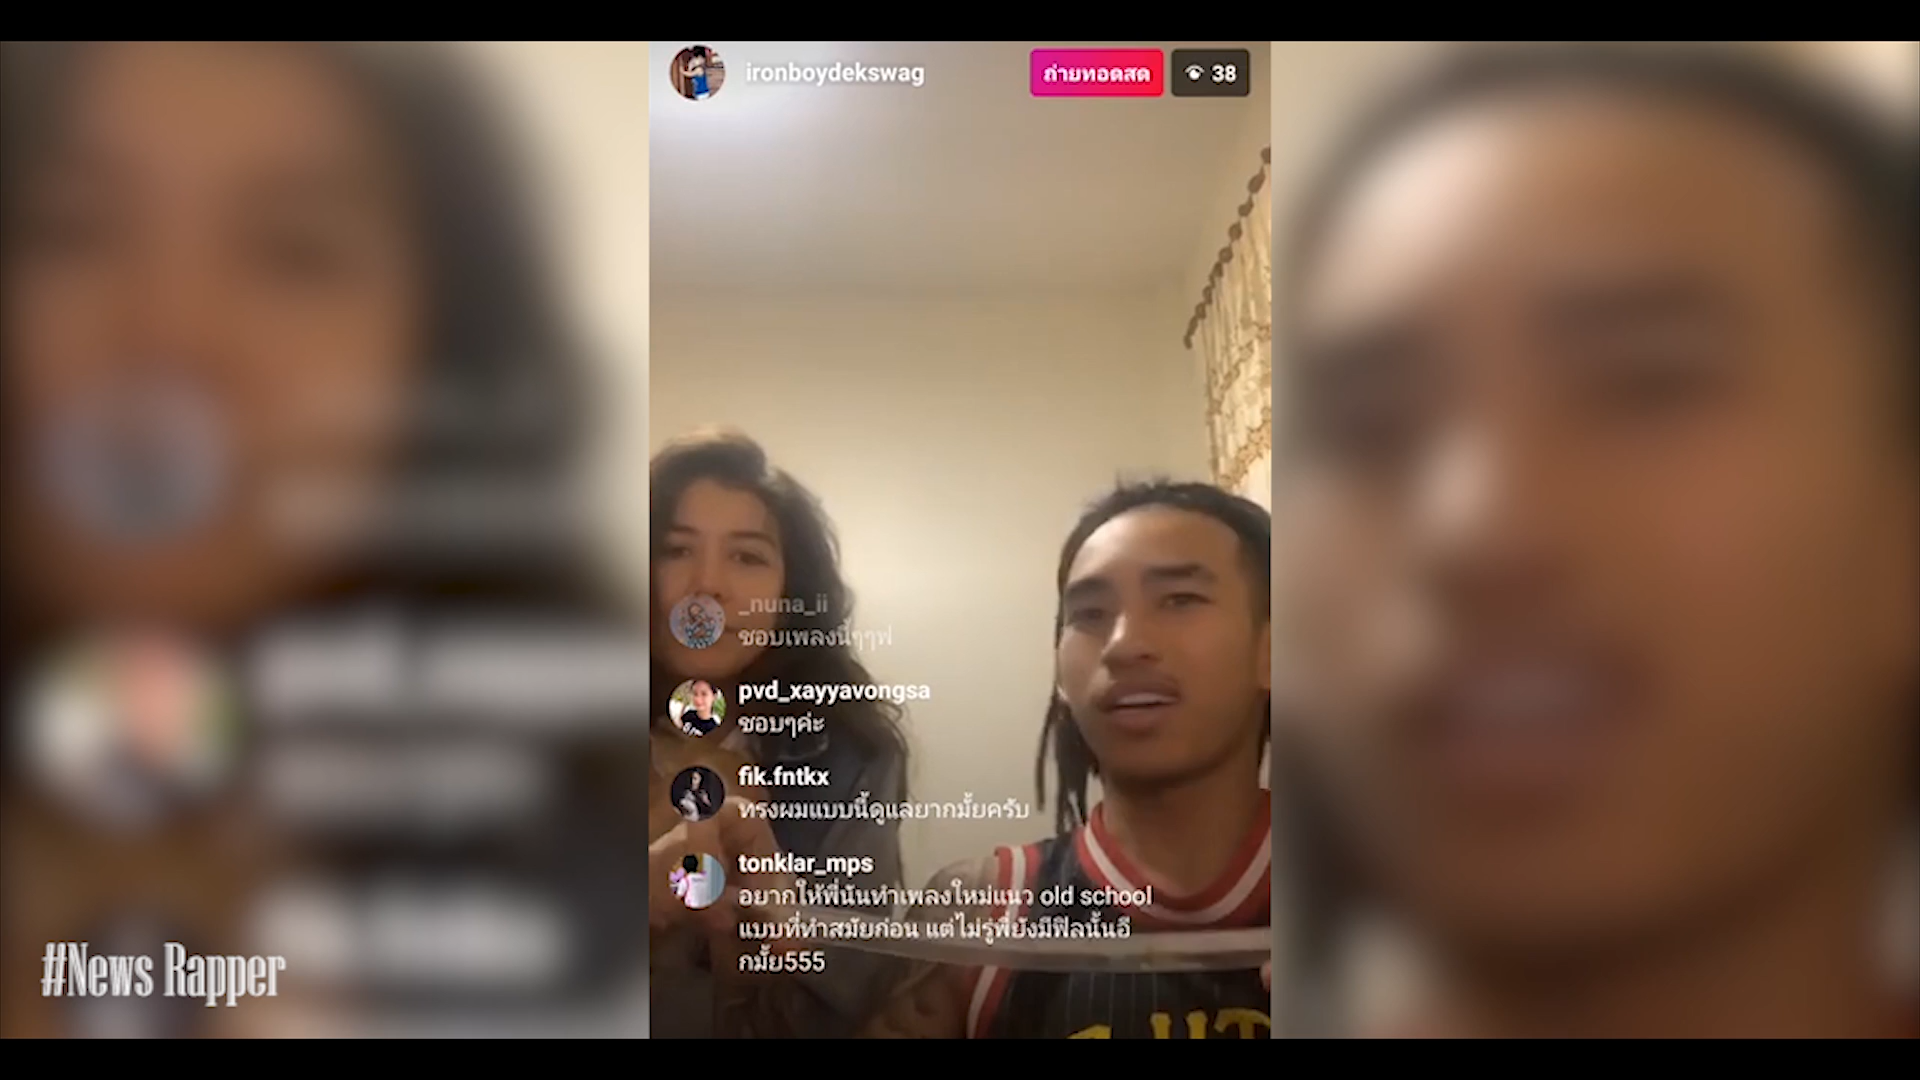 ironboydekswag
ถ่ายทอดสด
38
_nuna_ii
ชอบเพลงนี้ๆๆฟ
pvd_xayyavongsa
ชอบๆค่ะ
fik.fntkx
ทรงผมแบบนี้ดูแลยากมั้ยครับ
tonklar_mps
อยากให้พี่นันทำเพลงใหม่แนว old school
แบบที่ทำสมัยก่อน แต่ไม่รู่พี่ยังมีฟิลนั้นอี
กมั้ย555
#News Rapper